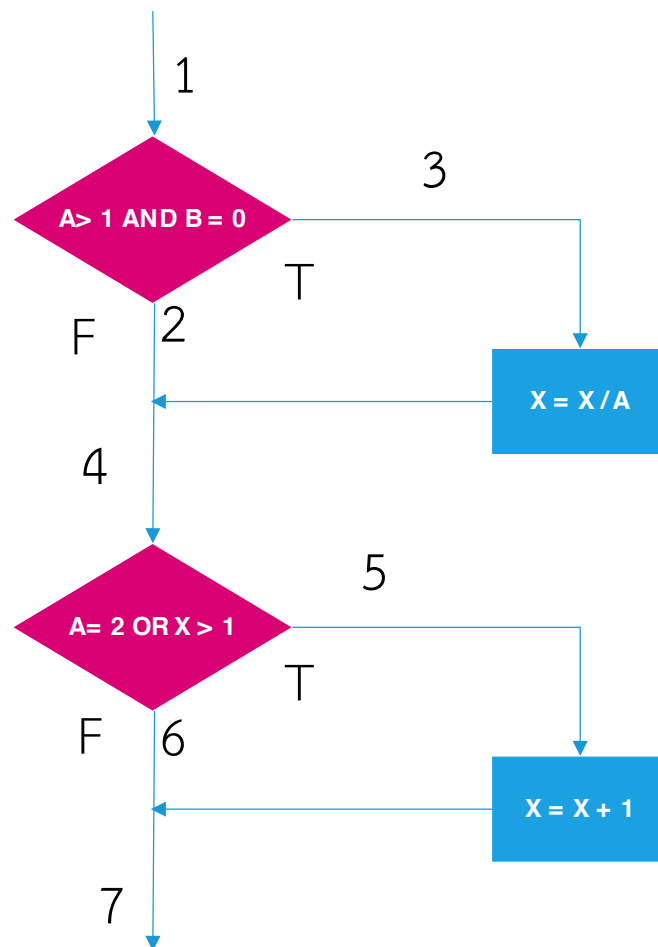 1
3
A> 1 AND B = 0
T
2
F
X = X / A
4
5
A= 2 OR X > 1
T
F
6
X = X + 1
7